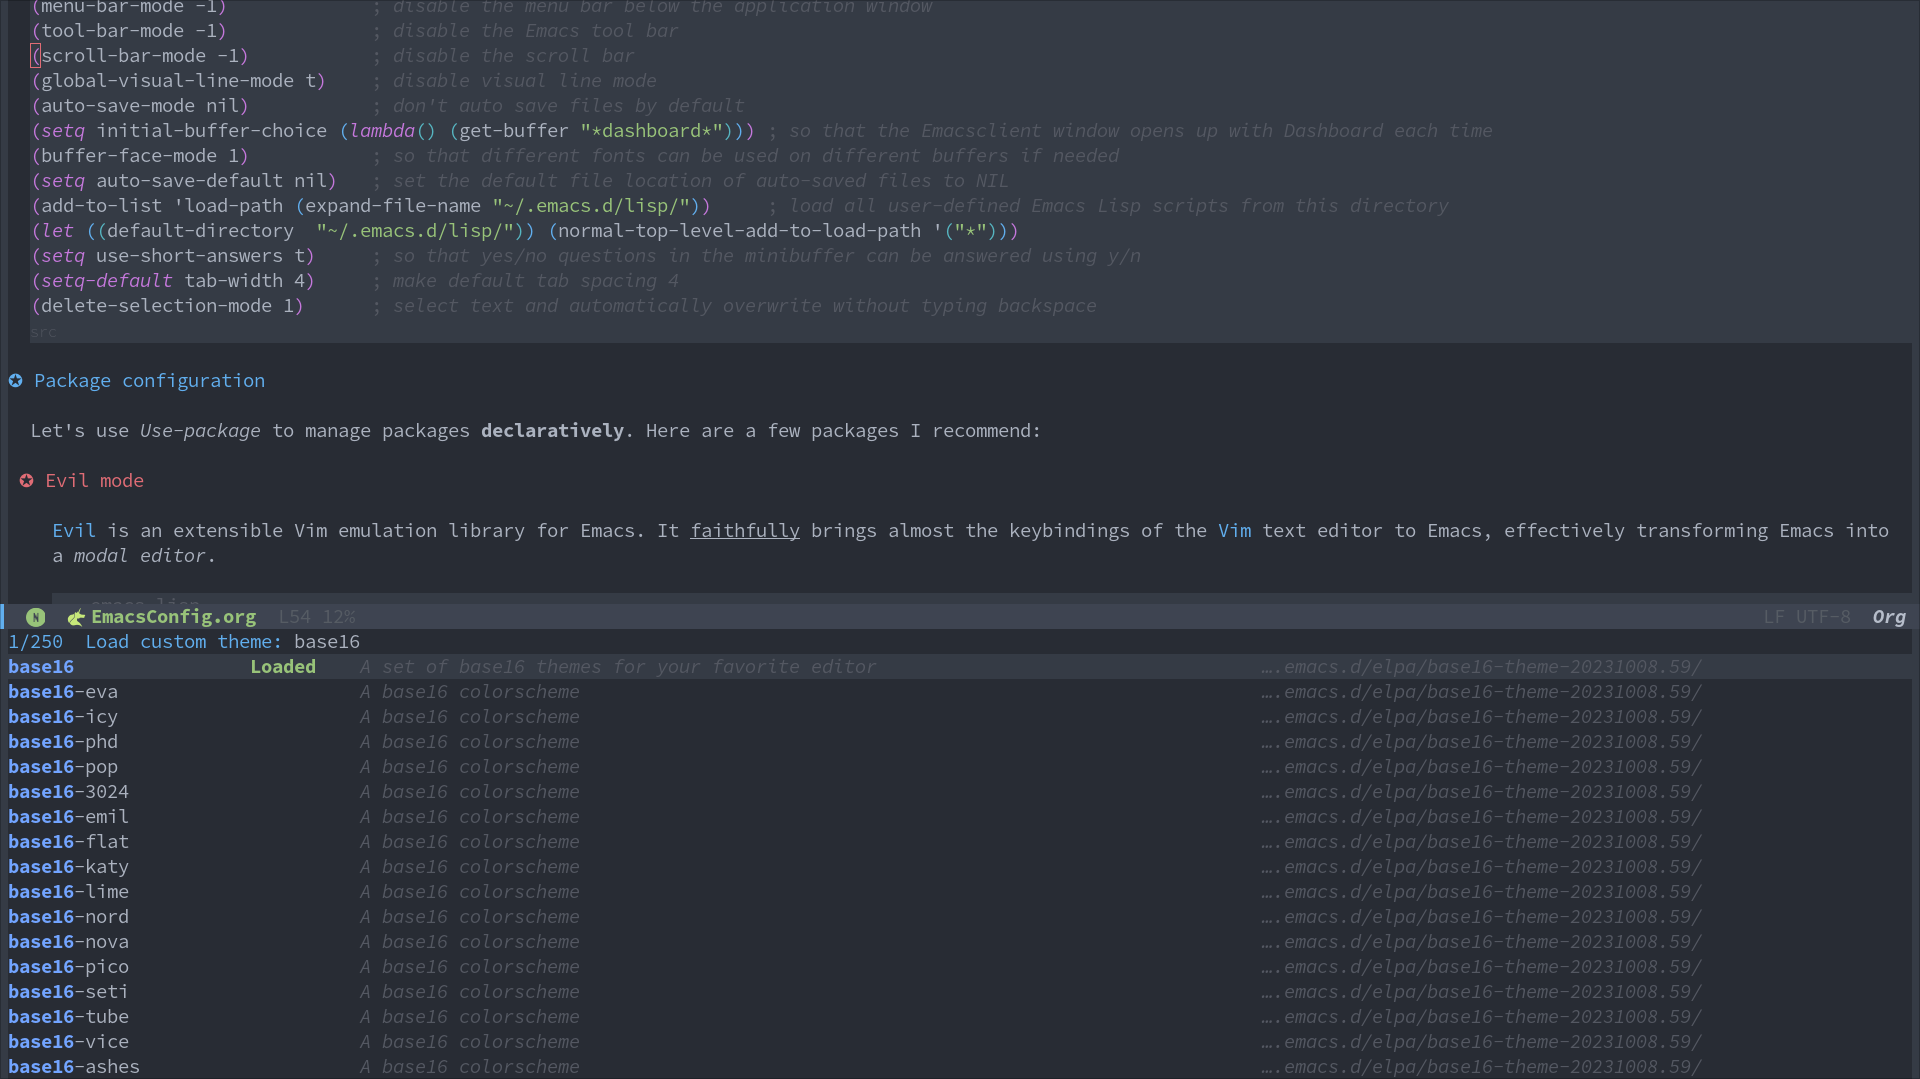 (menu-bar-mode -1) ; disable the menu bar below the application window
(tool-bar-mode -1) ; disable the Emacs tool bar
(scroll-bar-mode -1) ; disable the scroll bar
(global-visual-line-mode t) ; disable visual line mode
(auto-save-mode nil) ; don't auto save files by default
(setq initial-buffer-choice (lambda() (get-buffer "*dashboard*"))) ; so that the Emacsclient window opens up with Dashboard each time
(buffer-face-mode 1) ; so that different fonts can be used on different buffers if needed
(setq auto-save-default nil) ; set the default file location of auto-saved files to NIL
(add-to-list 'load-path (expand-file-name "~/.emacs.d/lisp/")) ; load all user-defined Emacs Lisp scripts from this directory
(let ((default-directory "~/.emacs.d/lisp/")) (normal-top-level-add-to-load-path '("*")))
(setq use-short-answers t) ; so that yes/no questions in the minibuffer can be answered using y/n
(setq-default tab-width 4) ; make default tab spacing 4
(delete-selection-mode 1) ; select text and automatically overwrite without typing backspace
src
✪ Package configuration
Let's use Use-package to manage packages declaratively. Here are a few packages I recommend:
✪ Evil mode
Evil is an extensible Vim emulation library for Emacs. It faithfully brings almost the keybindings of the Vim text editor to Emacs, effectively transforming Emacs into
a modal editor.
emacs-lisp
N EmacsConfig.org L54 12% LF UTF-8 Org
1/250 Load custom theme: base16
base16 Loaded A set of base16 themes for your favorite editor ….emacs.d/elpa/base16-theme-20231008.59/
base16-eva A base16 colorscheme ….emacs.d/elpa/base16-theme-20231008.59/
base16-icy A base16 colorscheme ….emacs.d/elpa/base16-theme-20231008.59/
base16-phd A base16 colorscheme ….emacs.d/elpa/base16-theme-20231008.59/
base16-pop A base16 colorscheme ….emacs.d/elpa/base16-theme-20231008.59/
base16-3024 A base16 colorscheme ….emacs.d/elpa/base16-theme-20231008.59/
base16-emil A base16 colorscheme ….emacs.d/elpa/base16-theme-20231008.59/
base16-flat A base16 colorscheme ….emacs.d/elpa/base16-theme-20231008.59/
base16-katy A base16 colorscheme ….emacs.d/elpa/base16-theme-20231008.59/
base16-lime A base16 colorscheme ….emacs.d/elpa/base16-theme-20231008.59/
base16-nord A base16 colorscheme ….emacs.d/elpa/base16-theme-20231008.59/
base16-nova A base16 colorscheme ….emacs.d/elpa/base16-theme-20231008.59/
base16-pico A base16 colorscheme ….emacs.d/elpa/base16-theme-20231008.59/
base16-seti A base16 colorscheme ….emacs.d/elpa/base16-theme-20231008.59/
base16-tube A base16 colorscheme ….emacs.d/elpa/base16-theme-20231008.59/
base16-vice A base16 colorscheme ….emacs.d/elpa/base16-theme-20231008.59/
base16-ashes A base16 colorscheme ….emacs.d/elpa/base16-theme-20231008.59/